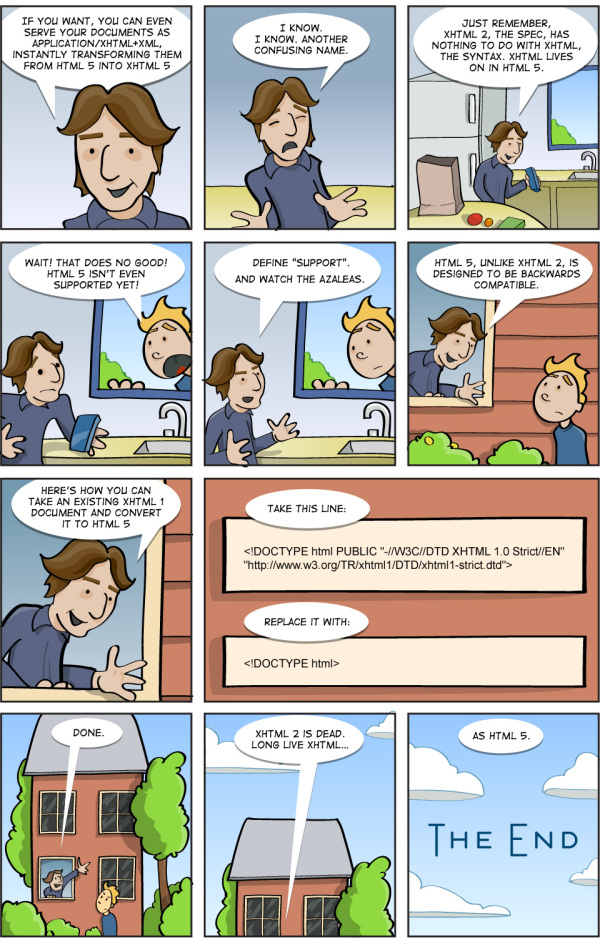 IF YOU WANT, YOU CAN EVEN
SERVE YOUR DOCUMENTS AS
APPLICATION/XHTML+XML,
INSTANTLY TRANSFORMING THEM
FROM HTML 5 INTO XHTML 5
I KNOW.
I KNOW. ANOTHER
CONFUSING NAME.
JUST REMEMBER,
XHTML 2, THE SPEC, HAS
NOTHING TO DO WITH XHTML,
THE SYNTAX. XHTML LIVES
ON IN HTML 5.
WAIT! THAT DOES NO GOOD!
HTML 5 ISN'T EVEN
SUPPORTED YET!
DEFINE "SUPPORT".
AND WATCH THE AZALEAS.
HTML 5, UNLIKE XHTML 2, IS
DESIGNED TO BE BACKWARDS
COMPATIBLE.
HERE'S HOW YOU CAN
TAKE AN EXISTING XHTML 1
DOCUMENT AND CONVERT
IT TO HTML 5
TAKE THIS LINE:
<!DOCTYPE html PUBLIC "-//W3C//DTD XHTML 1.0 Strict//EN"
"http://www.w3.org/TR/xhtml1/DTD/xhtml1-strict.dtd">
REPLACE IT WITH:
<!DOCTYPE html>
DONE.
XHTML 2 IS DEAD.
LONG LIVE XHTML...
AS HTML 5.
THE END